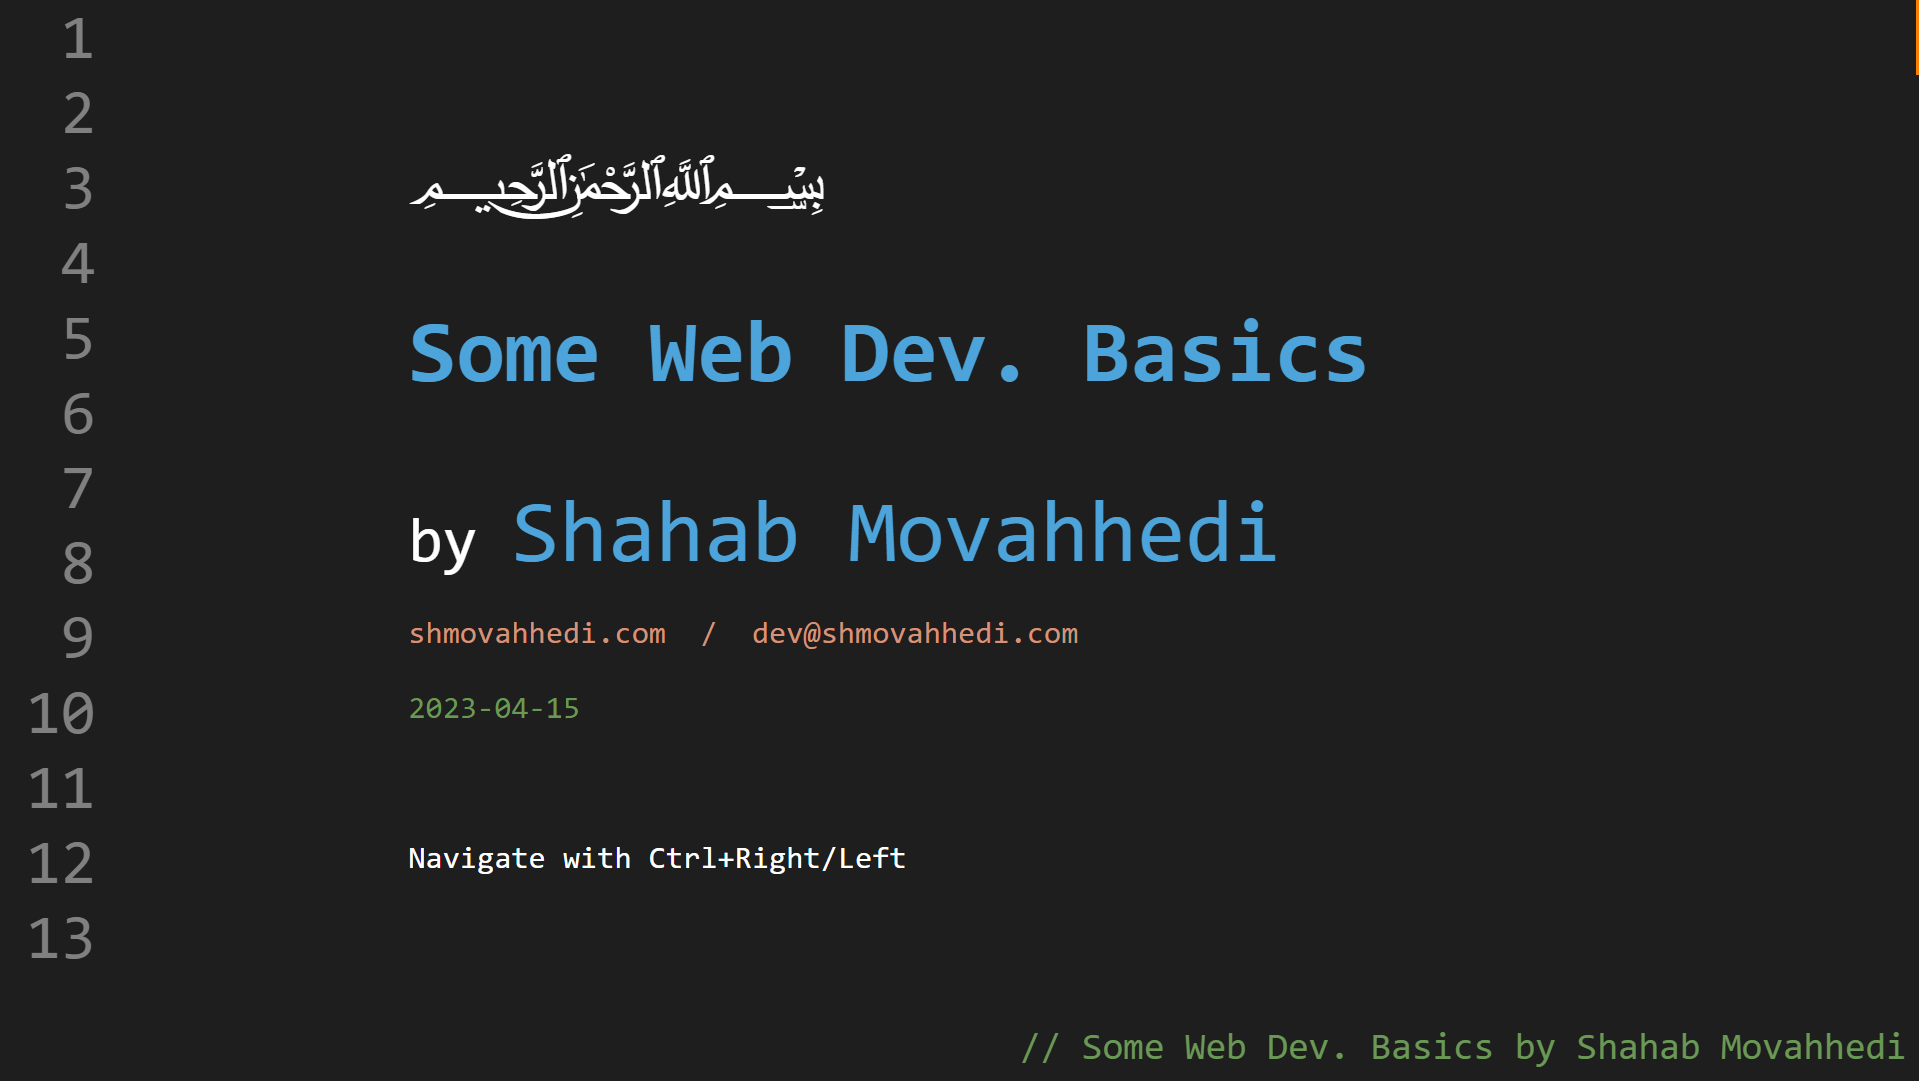 1
2
3
بِسْمِ ٱللَّهِ ٱلرَّحْمَٰنِ ٱلرَّحِيمِ
4
5 Some Web Dev. Basics
6
7
8 by Shahab Movahhedi
9 shmovahhedi.com / dev@shmovahhedi.com
10 2023-04-15
11
12 Navigate with Ctrl+Right/Left
13
// Some Web Dev. Basics by Shahab Movahhedi